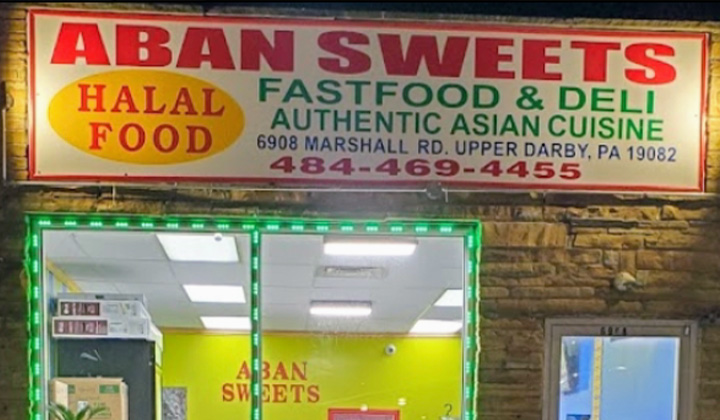 ABAN SWEETS
HALAL
FOOD
FASTFOOD & DELI
AUTHENTIC ASIAN CUISINE
6908 MARSHALL RD. UPPER DARBY, PA 19082
484-469-4455
ABAN
SWEETS